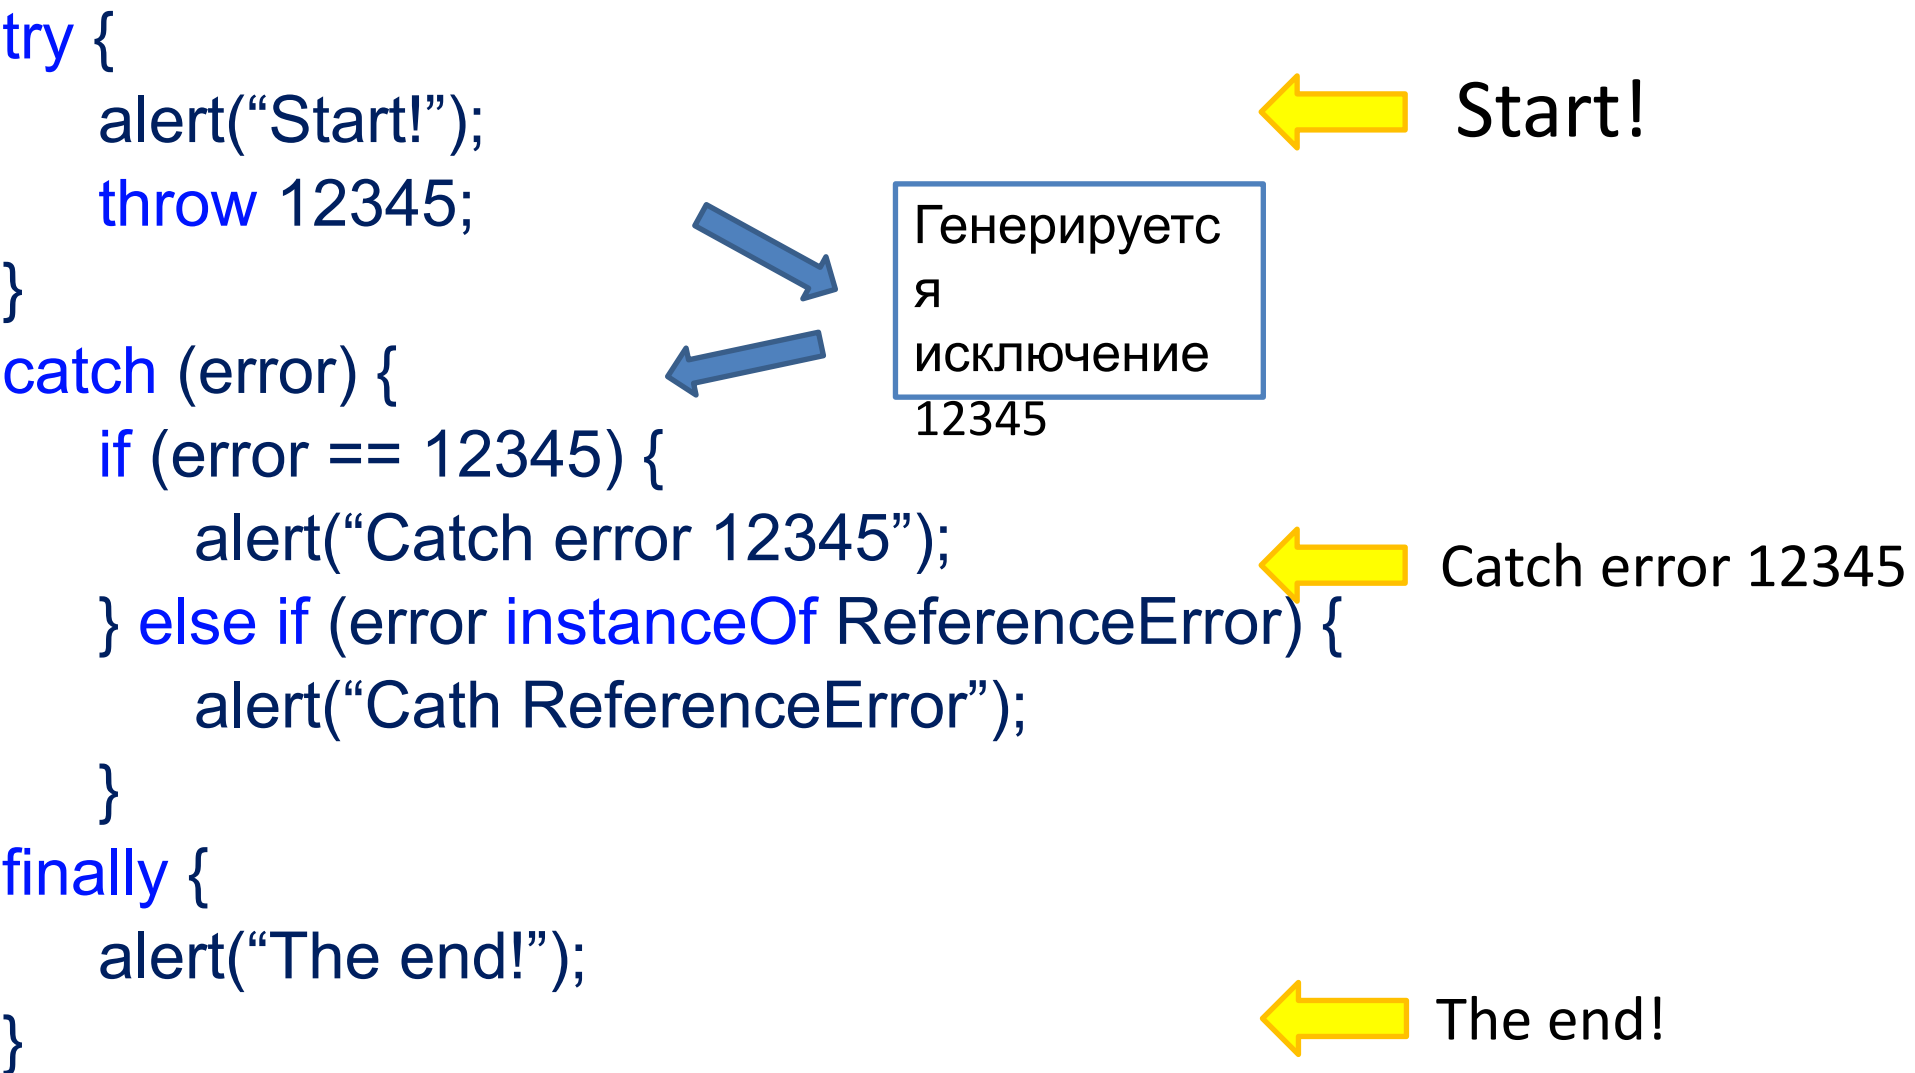 try {
alert(“Start!”);
throw 12345;
}
catch (error) {
if (error == 12345) {
alert(“Catch error 12345”);
} else if (error instanceOf ReferenceError) {
alert(“Cath ReferenceError”);
}
finally {
alert(“The end!”);
}
Start!
Генерируетс
я
исключение
12345
Catch error 12345
The end!